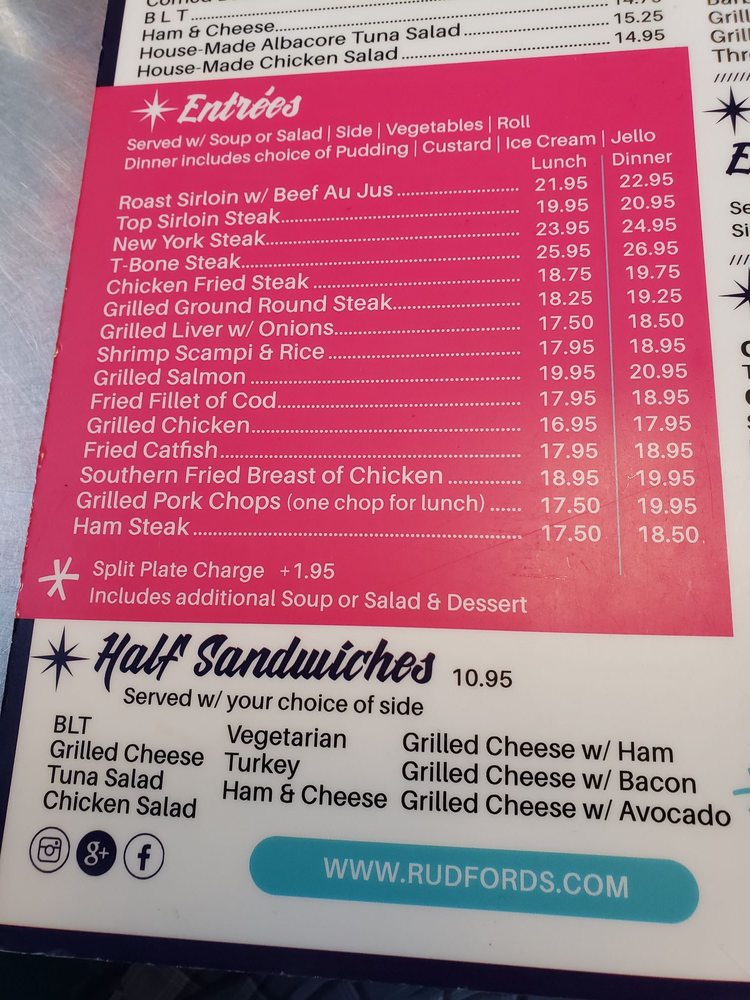 B L T
Ham & Cheese 15.25
House-Made Albacore Tuna Salad 14.95
House-Made Chicken Salad
Entrées
Served w/ Soup or Salad | Side | Vegetables | Roll
Dinner includes choice of Pudding | Custard | Ice Cream | Jello
Lunch Dinner
Roast Sirloin w/ Beef Au Jus 21.95 22.95
Top Sirloin Steak 19.95 20.95
New York Steak 23.95 24.95
T-Bone Steak 25.95 26.95
Chicken Fried Steak 18.75 19.75
Grilled Ground Round Steak 18.25 19.25
Grilled Liver w/ Onions 17.50 18.50
Shrimp Scampi & Rice 17.95 18.95
Grilled Salmon 19.95 20.95
Fried Fillet of Cod 17.95 18.95
Grilled Chicken 16.95 17.95
Fried Catfish 17.95 18.95
Southern Fried Breast of Chicken 18.95 19.95
Grilled Pork Chops (one chop for lunch) 17.50 19.95
Ham Steak 17.50 18.50
Split Plate Charge +1.95
Includes additional Soup or Salad & Dessert
Half Sandwiches 10.95
Served w/ your choice of side
BLT
Grilled Cheese
Tuna Salad
Chicken Salad
Vegetarian
Turkey
Ham & Cheese
Grilled Cheese w/ Ham
Grilled Cheese w/ Bacon
Grilled Cheese w/ Avocado
g+ f
WWW.RUDFORDS.COM